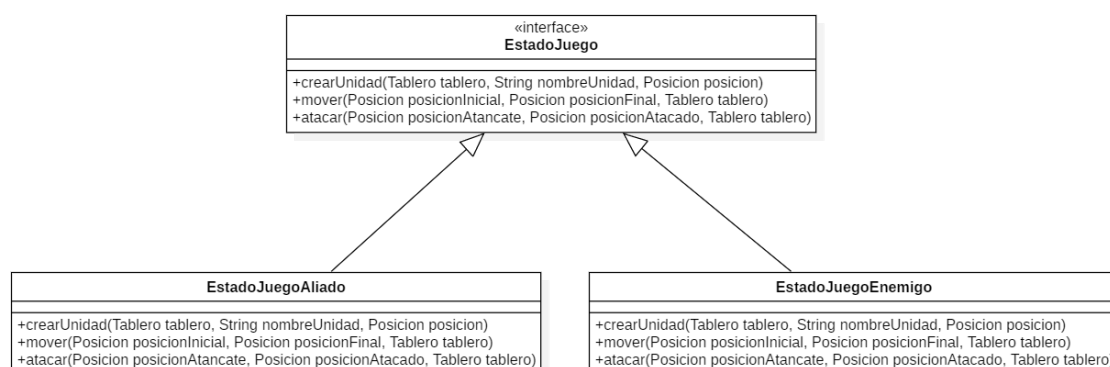 «interface»
EstadoJuego
+crearUnidad(Tablero tablero, String nombreUnidad, Posicion posicion)
+mover(Posicion posicionInicial, Posicion posicionFinal, Tablero tablero)
+atacar(Posicion posicionAtancate, Posicion posicionAtacado, Tablero tablero)
EstadoJuegoAliado
+crearUnidad(Tablero tablero, String nombreUnidad, Posicion posicion)
+mover(Posicion posicionInicial, Posicion posicionFinal, Tablero tablero)
+atacar(Posicion posicionAtancate, Posicion posicionAtacado, Tablero tablero)
EstadoJuegoEnemigo
+crearUnidad(Tablero tablero, String nombreUnidad, Posicion posicion)
+mover(Posicion posicionInicial, Posicion posicionFinal, Tablero tablero)
+atacar(Posicion posicionAtancate, Posicion posicionAtacado, Tablero tablero)